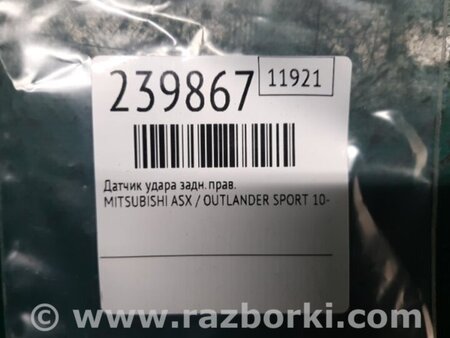 239867
11921
Датчик удара задн. прав.
MITSUBISHI ASX / OUTLANDER SPORT 10-
© www.razborki.com